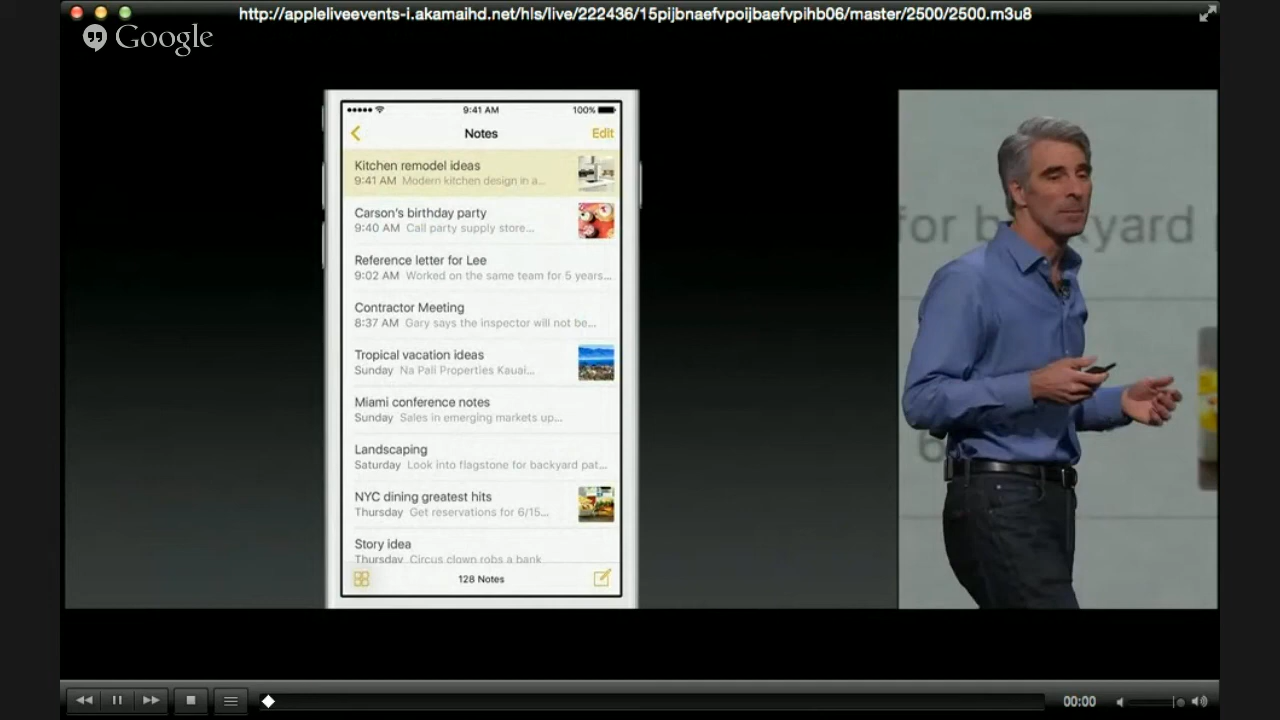 http://appleliveevents-i.akamaihd.net/hls/live/222436/15pijbnaefvpoijbaefvpihb06/master/2500/2500.m3u8
Google
9:41 AM 100%
Notes Edit
Kitchen remodel ideas
9:41 AM Modern kitchen design in a...
Carson's birthday party
9:40 AM Call party supply store...
Reference letter for Lee
9:02 AM Worked on the same team for 5 years...
Contractor Meeting
8:37 AM Gary says the inspector will not be...
Tropical vacation ideas
Sunday Na Pali Properties Kauai...
Miami conference notes
Sunday Sales in emerging markets up...
Landscaping
Saturday Look into flagstone for backyard pat...
NYC dining greatest hits
Thursday Get reservations for 6/15...
Story idea
Thursday Circus clown robs a bank
128 Notes
for backyard
6
00:00